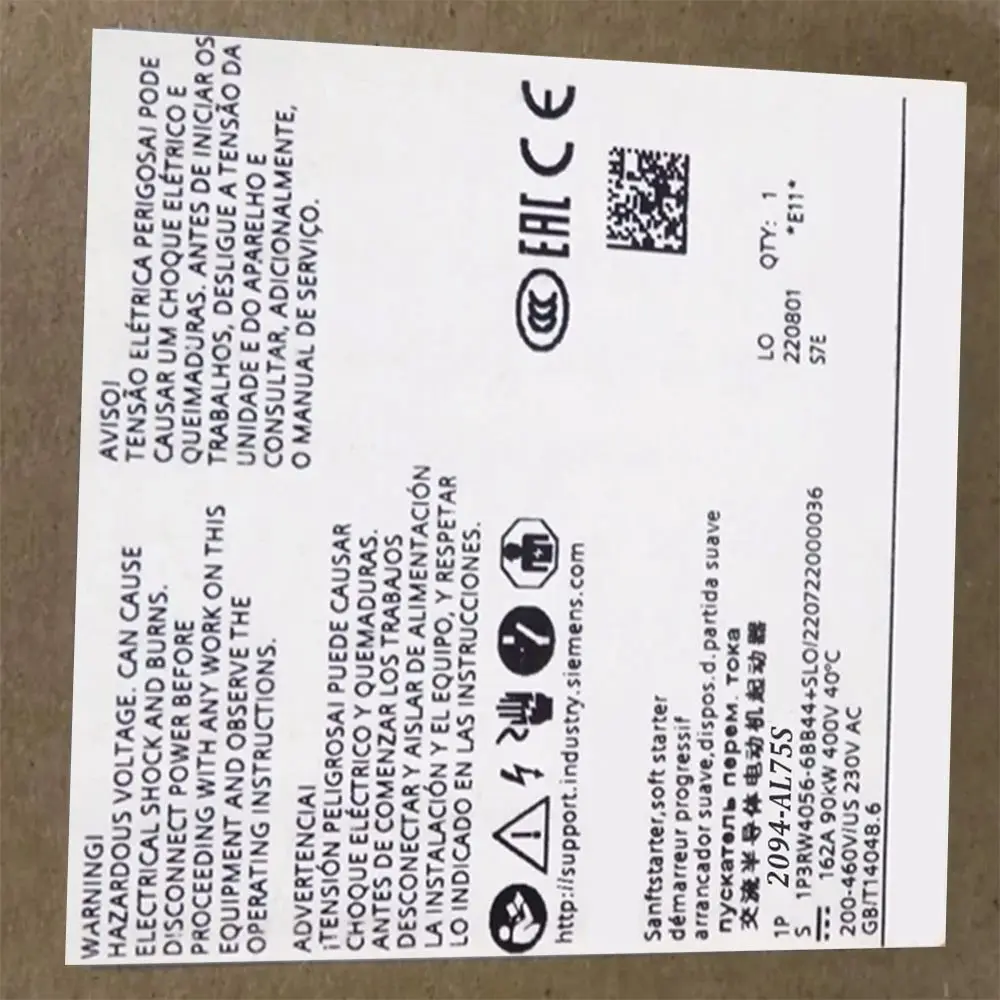 WARNING!
HAZARDOUS VOLTAGE. CAN CAUSE
ELECTRICAL SHOCK AND BURNS.
DISCONNECT POWER BEFORE
PROCEEDING WITH ANY WORK ON THIS
EQUIPMENT AND OBSERVE THE
OPERATING INSTRUCTIONS.
ADVERTENCIA!
¡TENSIÓN PELIGROSA! PUEDE CAUSAR
CHOQUE ELÉCTRICO Y QUEMADURAS.
ANTES DE COMENZAR LOS TRABAJOS
DESCONECTAR Y AISLAR DE ALIMENTACIÓN
LA INSTALACIÓN Y EL EQUIPO, Y RESPETAR
LO INDICADO EN LAS INSTRUCCIONES.
AVISO!
TENSÃO ELÉTRICA PERIGOSA! PODE
CAUSAR UM CHOQUE ELÉTRICO E
QUEIMADURAS. ANTES DE INICIAR OS
TRABALHOS, DESLIGUE A TENSÃO DA
UNIDADE E DO APARELHO E
CONSULTAR, ADICIONALMENTE,
O MANUAL DE SERVIÇO.
CCC EAC CE
http://support.industry.siemens.com
Sanftstarter,soft starter
démarreur progressif
arrancador suave,dispos.d.partida suave
пускатель перем. тока
交流半导体电动机起动器
1P 2094-AL75S
S 1P3RW4056-6BB44+SLO/2207220000036
162A 90kW 400V 40°C
200-460V/US 230V AC
GB/T14048.6
LO QTY: 1
220801 *E11*
S7E